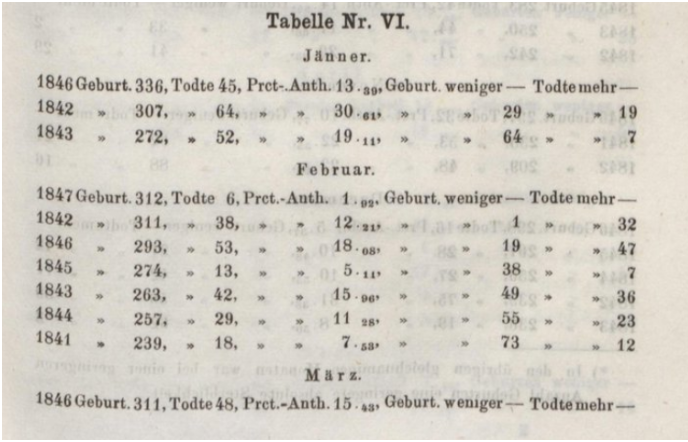 Tabelle Nr. VI.
Jänner.
1846 Geburt. 336, Todte 45, Prct.-Anth. 13.39, Geburt. weniger — Todte mehr —
1842 „ 307, „ 64, „ „ 30.61, „ „ 29 „ „ 19
1843 „ 272, „ 52, „ „ 19.11, „ „ 64 „ „ 7
Februar.
1847 Geburt. 312, Todte 6, Prct.-Anth. 1.92, Geburt. weniger — Todte mehr —
1842 „ 311, „ 38, „ „ 12.21, „ „ 1 „ „ 32
1846 „ 293, „ 53, „ „ 18.08, „ „ 19 „ „ 47
1845 „ 274, „ 13, „ „ 5.11, „ „ 38 „ „ 7
1843 „ 263, „ 42, „ „ 15.96, „ „ 49 „ „ 36
1844 „ 257, „ 29, „ „ 11 28, „ „ 55 „ „ 23
1841 „ 239, „ 18, „ „ 7.53, „ „ 73 „ „ 12
März.
1846 Geburt. 311, Todte 48, Prct.-Anth. 15.43, Geburt. weniger — Todte mehr —